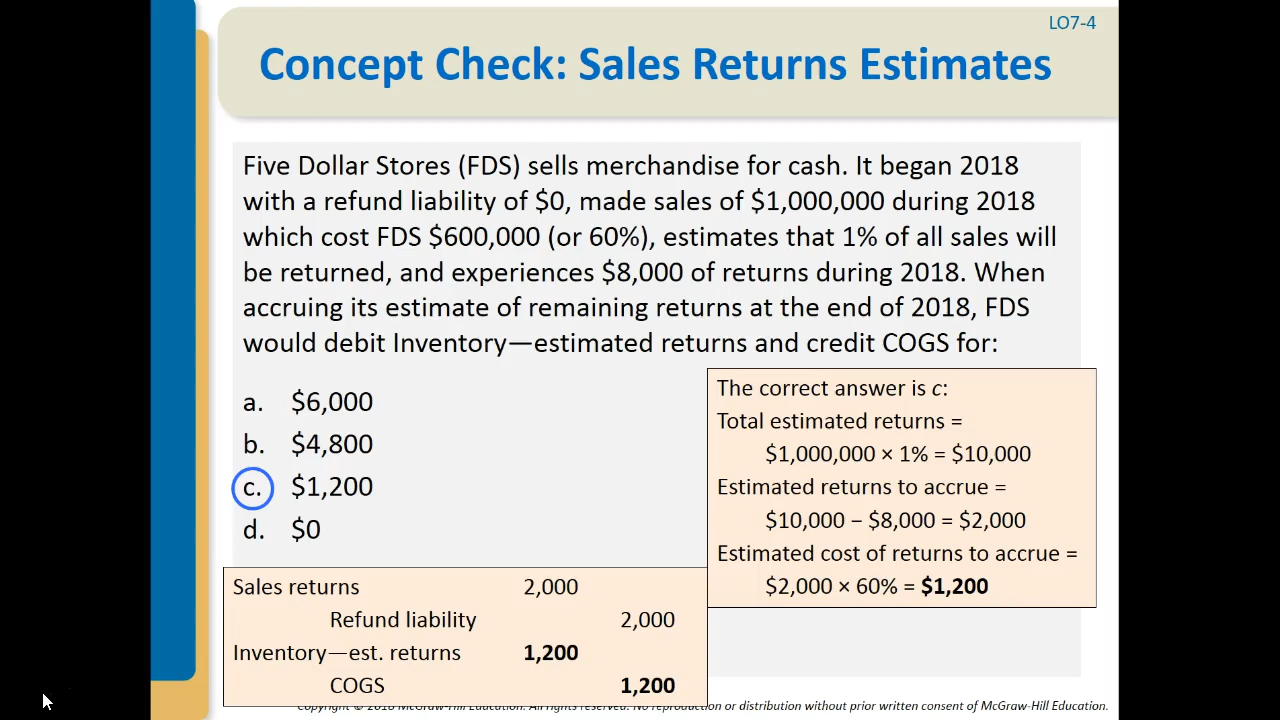 LO7-4
Concept Check: Sales Returns Estimates
Five Dollar Stores (FDS) sells merchandise for cash. It began 2018
with a refund liability of $0, made sales of $1,000,000 during 2018
which cost FDS $600,000 (or 60%), estimates that 1% of all sales will
be returned, and experiences $8,000 of returns during 2018. When
accruing its estimate of remaining returns at the end of 2018, FDS
would debit Inventory—estimated returns and credit COGS for:
a. $6,000
b. $4,800
c. $1,200
d. $0
The correct answer is c:
Total estimated returns =
$1,000,000 × 1% = $10,000
Estimated returns to accrue =
$10,000 − $8,000 = $2,000
Estimated cost of returns to accrue =
$2,000 × 60% = $1,200
Sales returns 2,000
Refund liability 2,000
Inventory—est. returns 1,200
COGS 1,200
Copyright © 2018 McGraw-Hill Education. All rights reserved. No reproduction or distribution without prior written consent of McGraw-Hill Education.